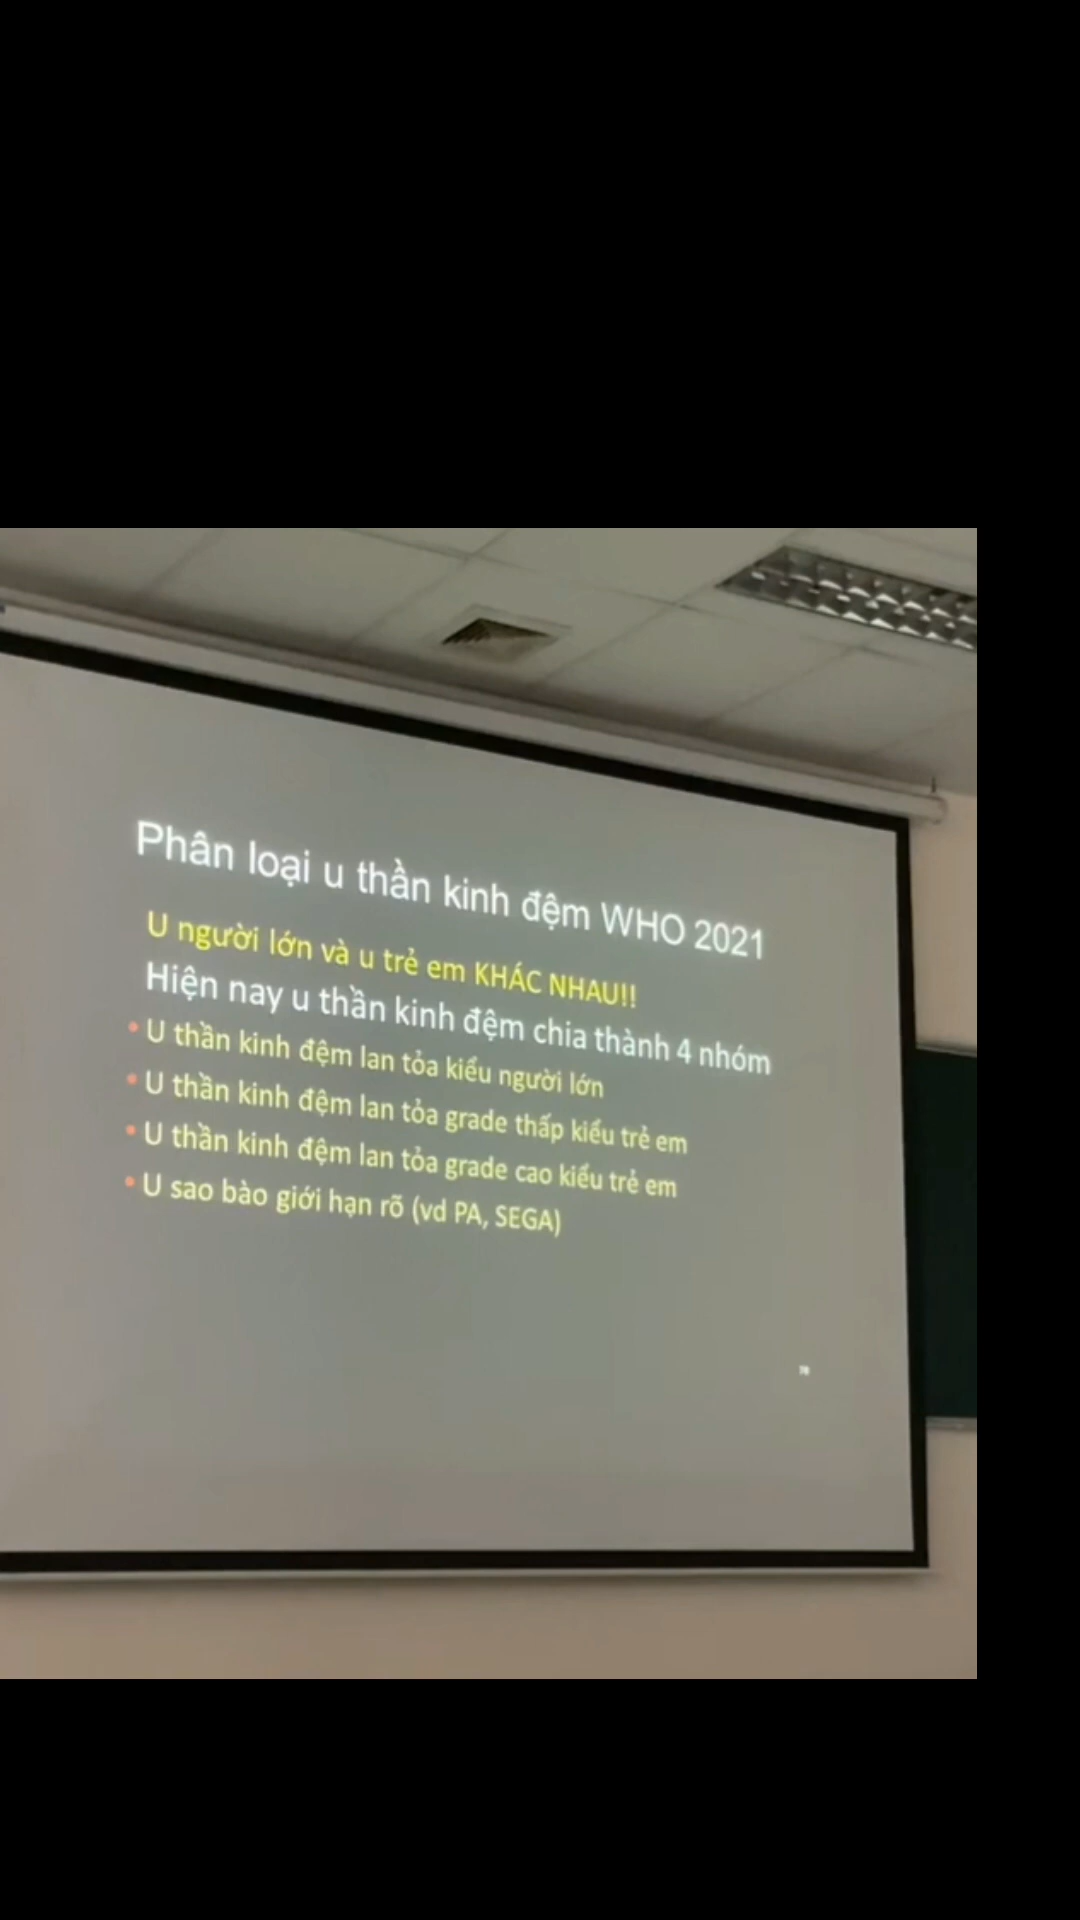 Phân loại u thần kinh đệm WHO 2021
U người lớn và u trẻ em KHÁC NHAU!!
Hiện nay u thần kinh đệm chia thành 4 nhóm
• U thần kinh đệm lan tỏa kiểu người lớn
• U thần kinh đệm lan tỏa grade thấp kiểu trẻ em
• U thần kinh đệm lan tỏa grade cao kiểu trẻ em
• U sao bào giới hạn rõ (vd PA, SEGA)